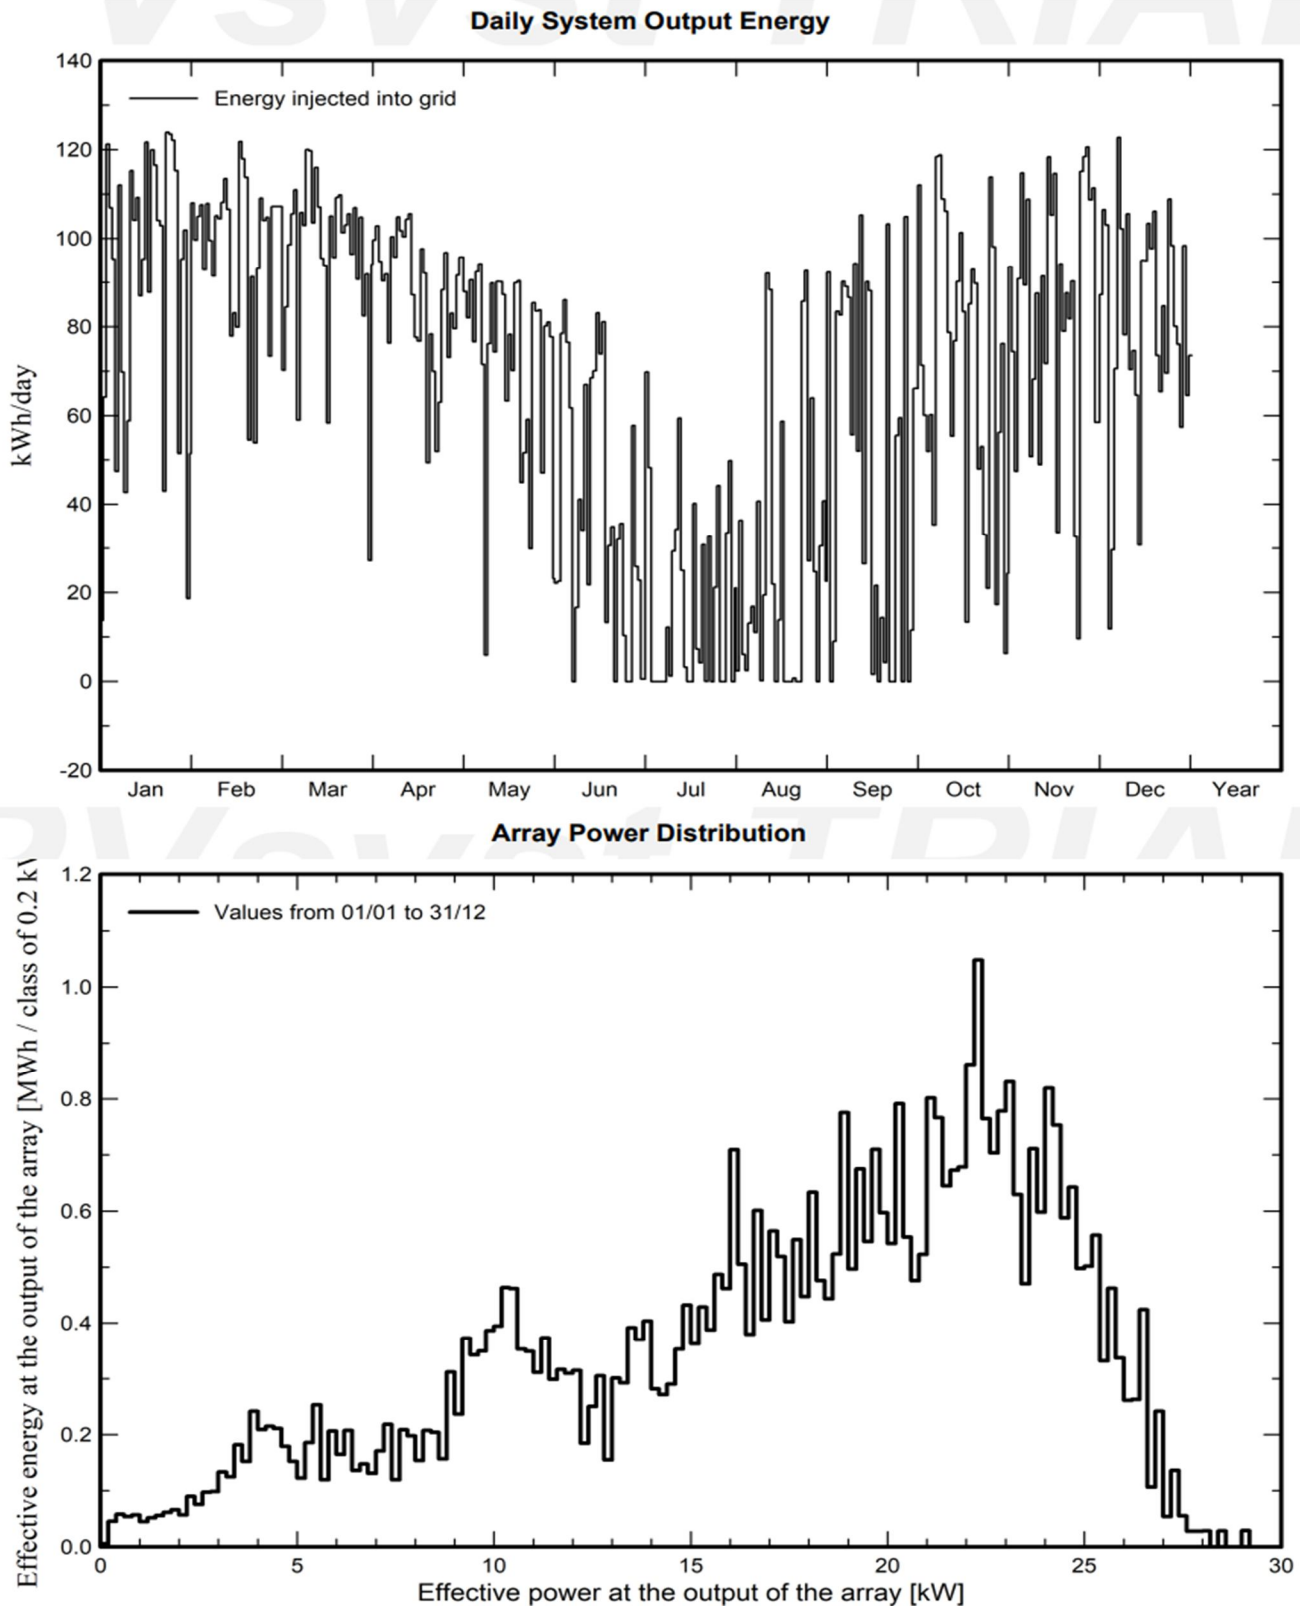 Daily System Output Energy
140
Energy injected into grid
120
100
80
60
40
20
0
-20
kWh/day
Jan Feb Mar Apr May Jun Jul Aug Sep Oct Nov Dec Year
TRIAL
Array Power Distribution
1.2
Values from 01/01 to 31/12
1.0
0.8
0.6
0.4
0.2
0.0
Effective energy at the output of the array [MWh / class of 0.2 kW
0 5 10 15 20 25 30
Effective power at the output of the array [kW]